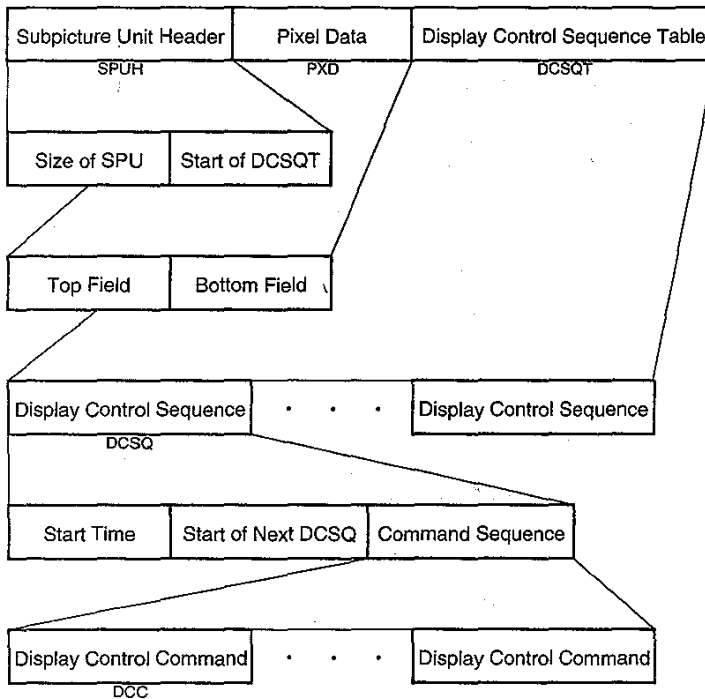 Subpicture Unit Header Pixel Data Display Control Sequence Table
SPUH PXD DCSQT
Size of SPU Start of DCSQT
Top Field Bottom Field
Display Control Sequence . . . Display Control Sequence
DCSQ
Start Time Start of Next DCSQ Command Sequence
Display Control Command . . . Display Control Command
DCC